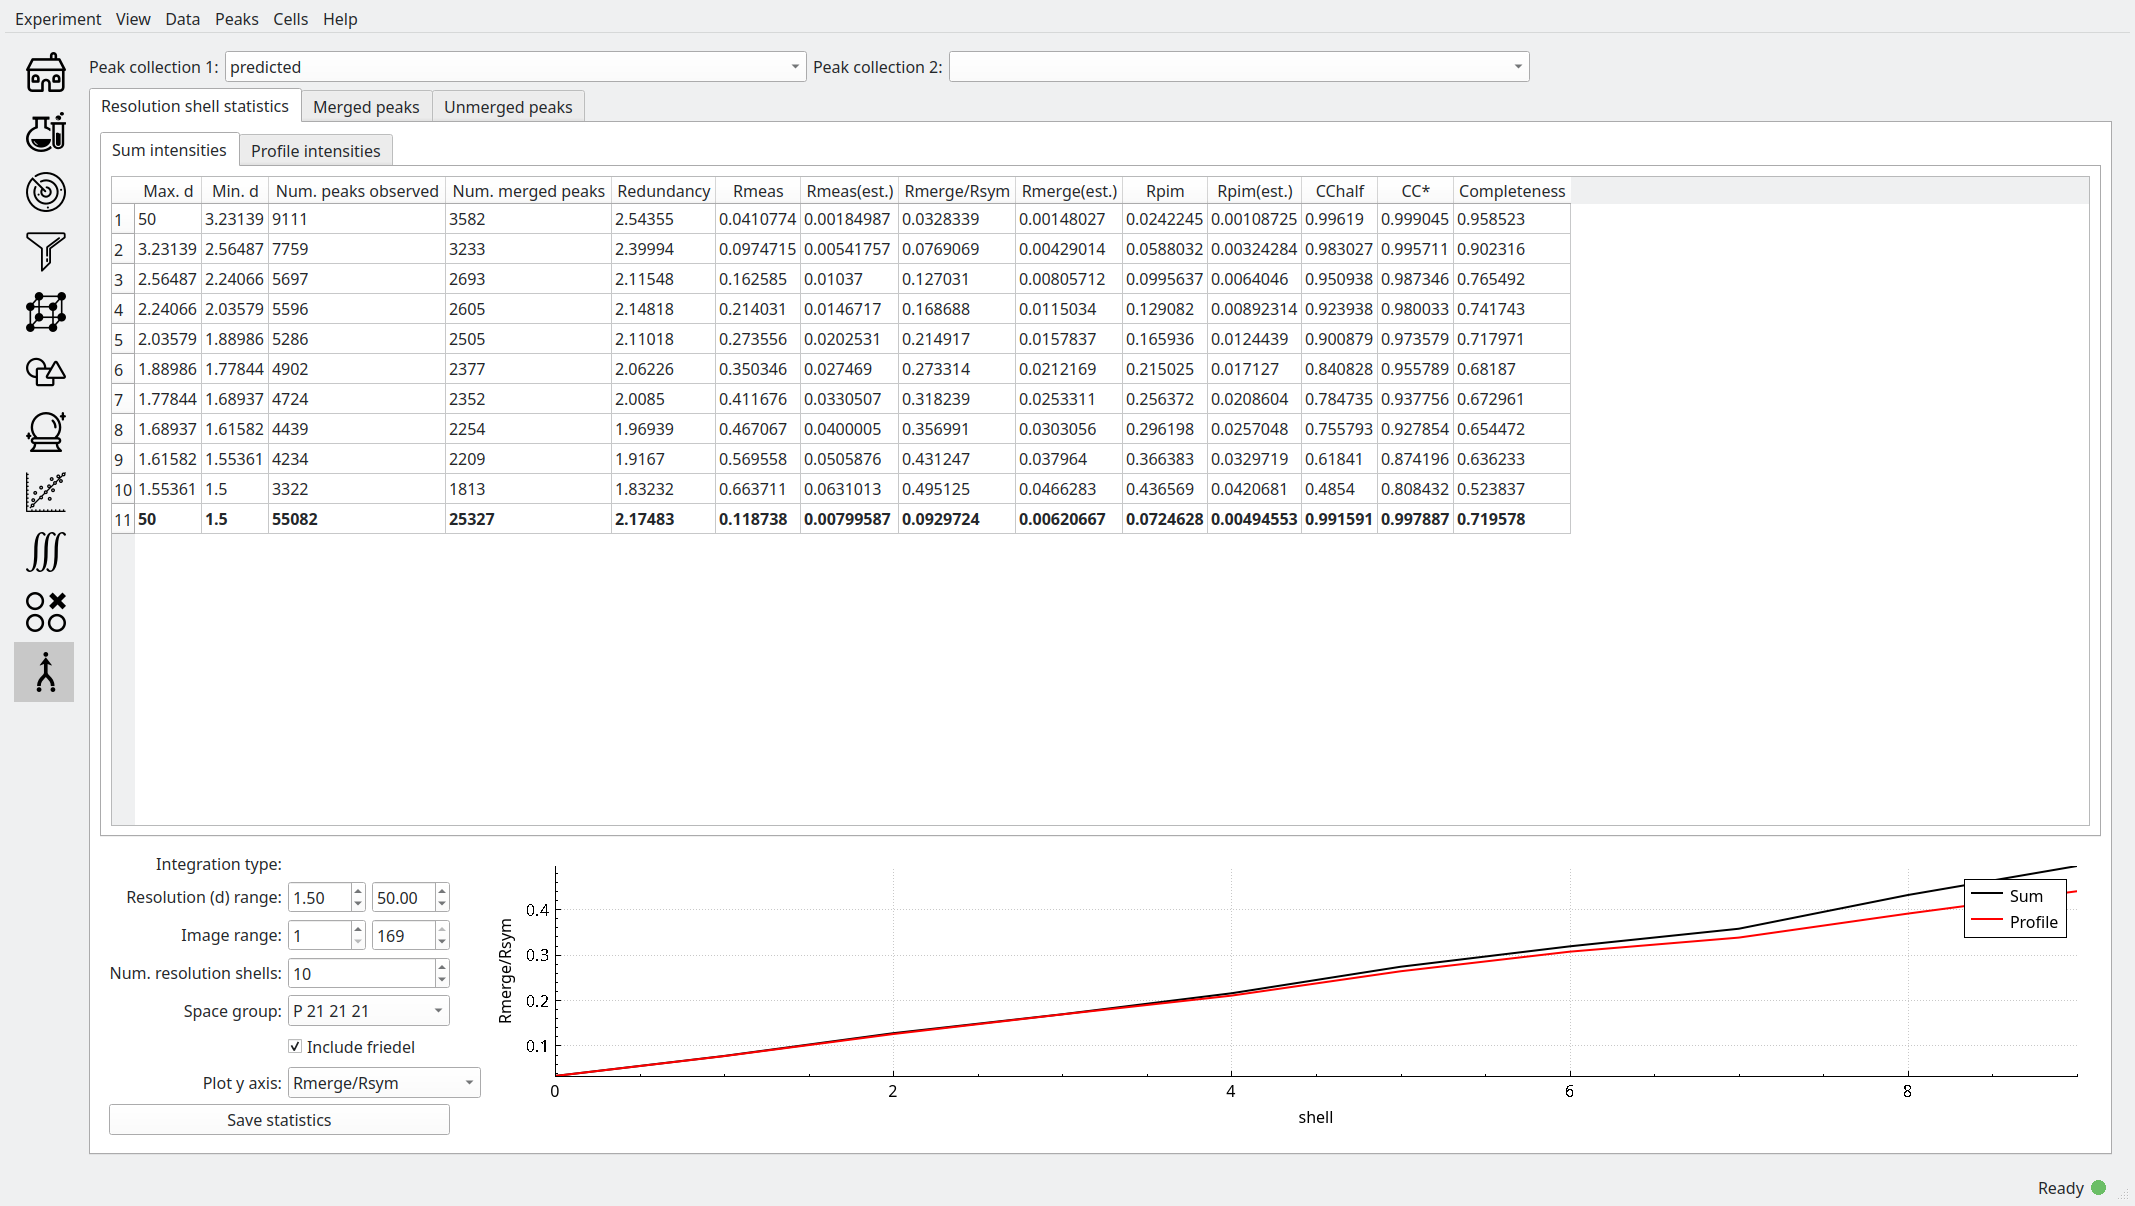 Experiment View Data Peaks Cells Help
Peak collection 1: predicted Peak collection 2:
Resolution shell statistics Merged peaks Unmerged peaks
Sum intensities Profile intensities
Max. d Min. d Num. peaks observed Num. merged peaks Redundancy Rmeas Rmeas(est.) Rmerge/Rsym Rmerge(est.) Rpim Rpim(est.) CChalf CC* Completeness
1 50 3.23139 9111 3582 2.54355 0.0410774 0.00184987 0.0328339 0.00148027 0.0242245 0.00108725 0.99619 0.999045 0.958523
2 3.23139 2.56487 7759 3233 2.39994 0.0974715 0.00541757 0.0769069 0.00429014 0.0588032 0.00324284 0.983027 0.995711 0.902316
3 2.56487 2.24066 5697 2693 2.11548 0.162585 0.01037 0.127031 0.00805712 0.0995637 0.0064046 0.950938 0.987346 0.765492
4 2.24066 2.03579 5596 2605 2.14818 0.214031 0.0146717 0.168688 0.0115034 0.129082 0.00892314 0.923938 0.980033 0.741743
5 2.03579 1.88986 5286 2505 2.11018 0.273556 0.0202531 0.214917 0.0157837 0.165936 0.0124439 0.900879 0.973579 0.717971
6 1.88986 1.77844 4902 2377 2.06226 0.350346 0.027469 0.273314 0.0212169 0.215025 0.017127 0.840828 0.955789 0.68187
7 1.77844 1.68937 4724 2352 2.0085 0.411676 0.0330507 0.318239 0.0253311 0.256372 0.0208604 0.784735 0.937756 0.672961
8 1.68937 1.61582 4439 2254 1.96939 0.467067 0.0400005 0.356991 0.0303056 0.296198 0.0257048 0.755793 0.927854 0.654472
9 1.61582 1.55361 4234 2209 1.9167 0.569558 0.0505876 0.431247 0.037964 0.366383 0.0329719 0.61841 0.874196 0.636233
10 1.55361 1.5 3322 1813 1.83232 0.663711 0.0631013 0.495125 0.0466283 0.436569 0.0420681 0.4854 0.808432 0.523837
11 50 1.5 55082 25327 2.17483 0.118738 0.00799587 0.0929724 0.00620667 0.0724628 0.00494553 0.991591 0.997887 0.719578
Integration type:
Resolution (d) range: 1.50 50.00
Image range: 1 169
Num. resolution shells: 10
Space group: P 21 21 21
Include friedel
Plot y axis: Rmerge/Rsym
Save statistics
Rmerge/Rsym
0.4
0.3
0.2
0.1
0 2 4 6 8
shell
Sum
Profile
Ready